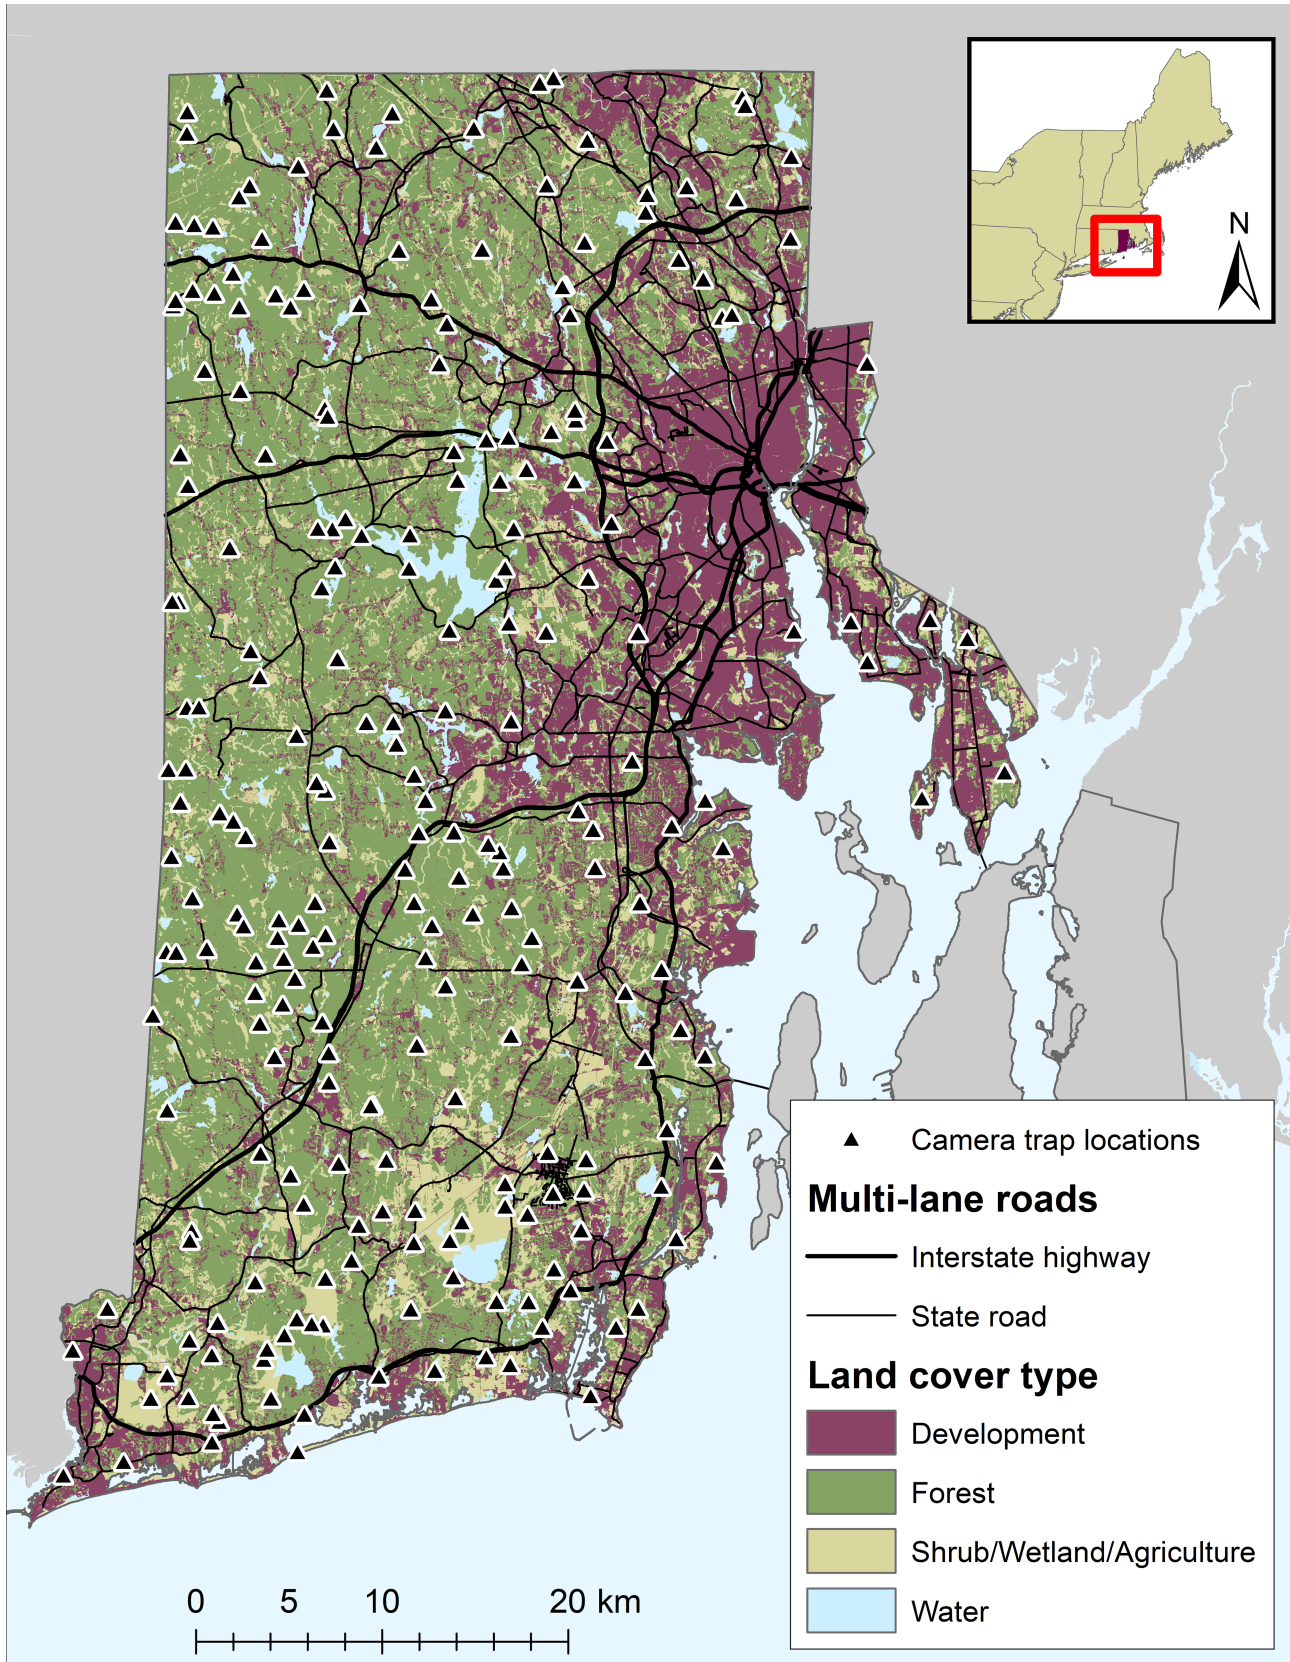 N
Camera trap locations
Multi-lane roads
Interstate highway
State road
Land cover type
Development
Forest
Shrub/Wetland/Agriculture
Water
0 5 10 20 km